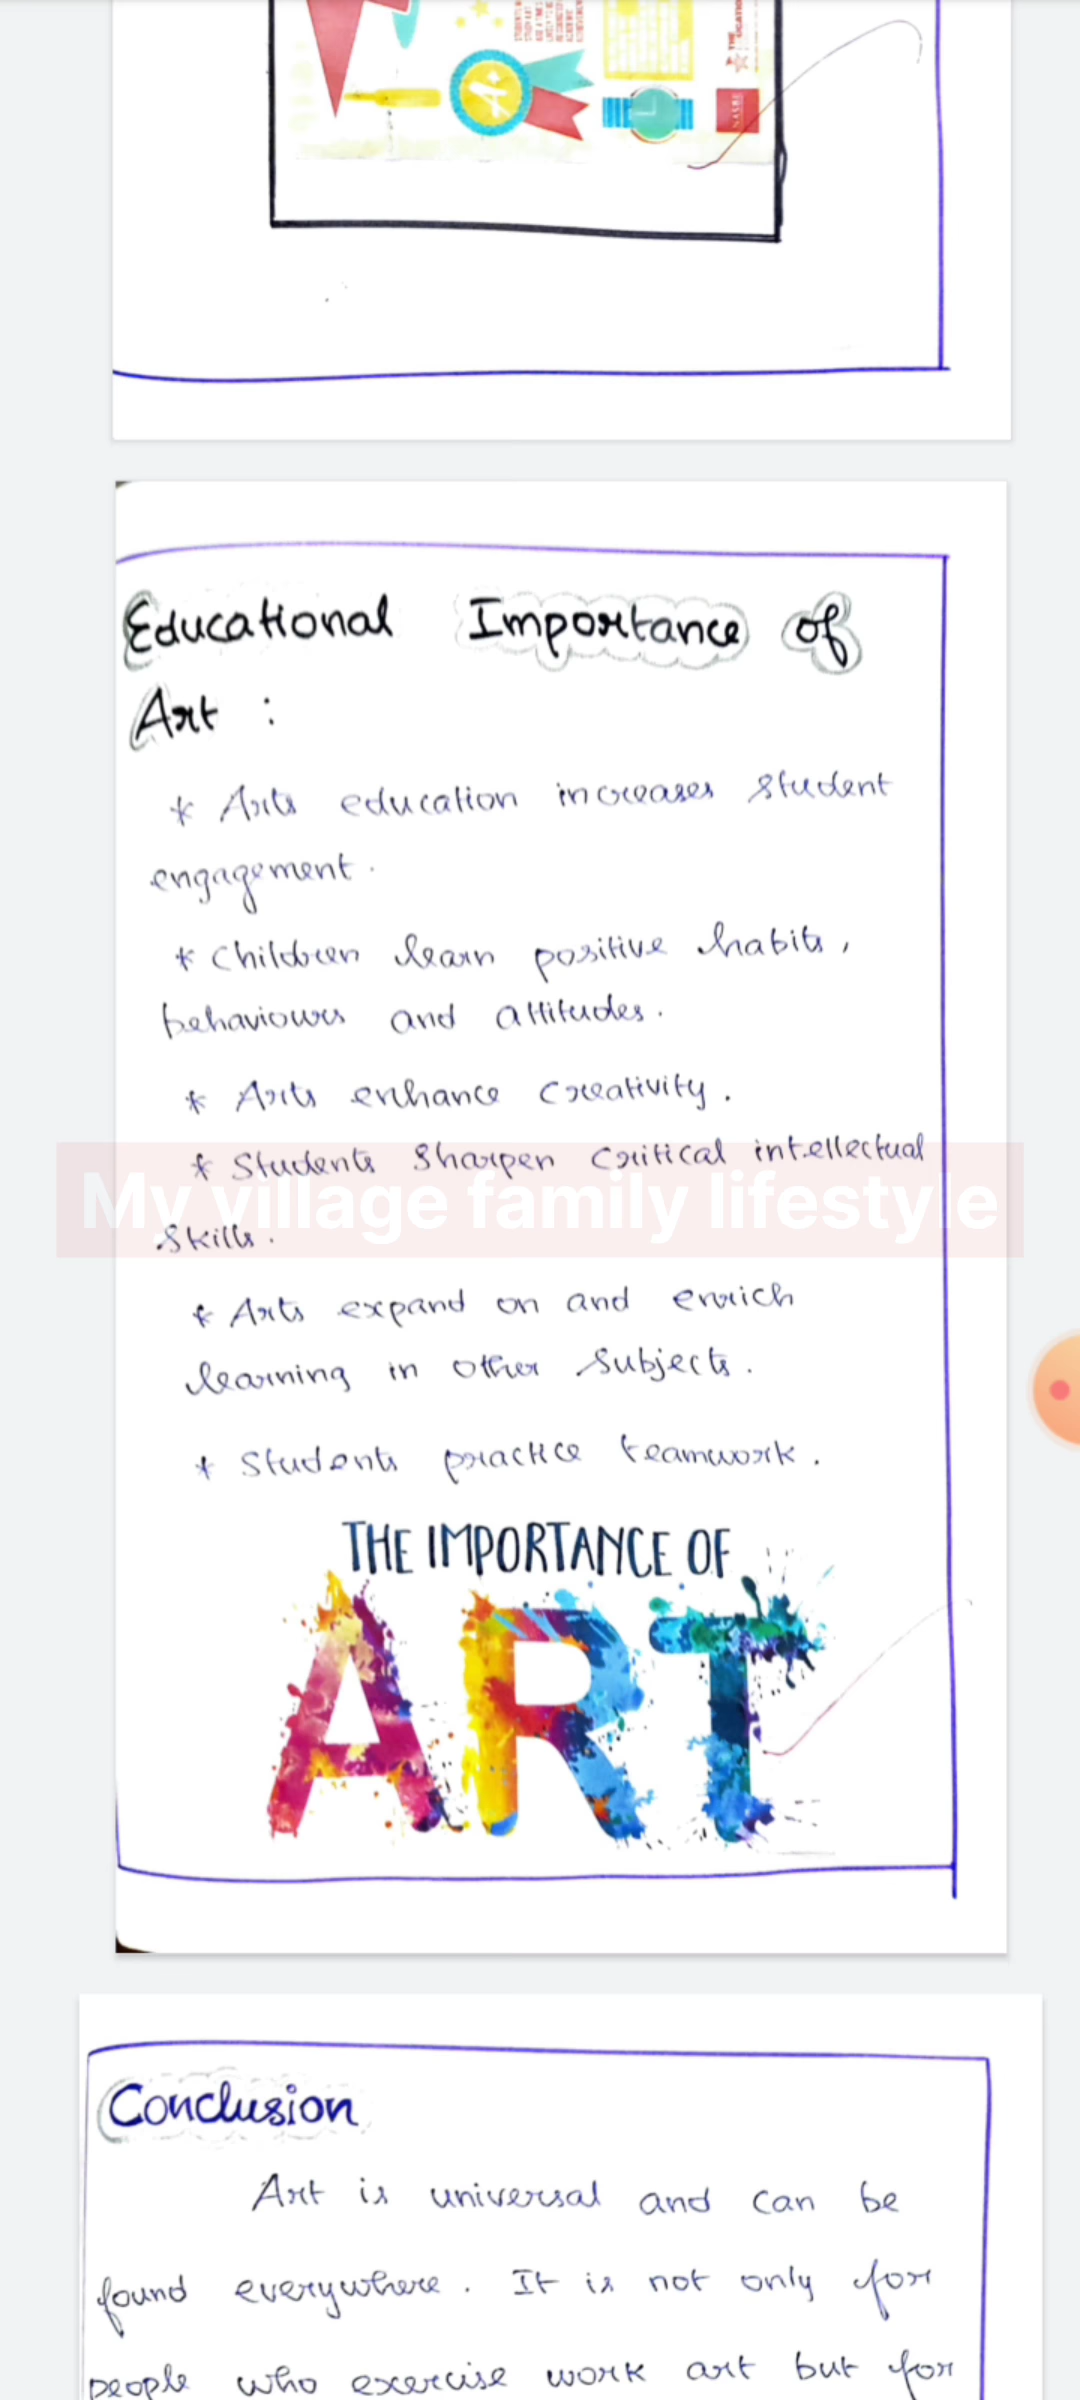 NASBE
Educational Importance of
Art :
* Arts education increases student
engagement.
* Children learn positive habits,
behaviours and attitudes.
* Arts enhance creativity.
* Students sharpen critical intellectual
My village family lifestyle
skills.
* Arts expand on and enrich
learning in other subjects.
* Students practice teamwork.
THE IMPORTANCE OF
ART
Conclusion
Art is universal and can be
found everywhere. It is not only for
people who exercise work art but for